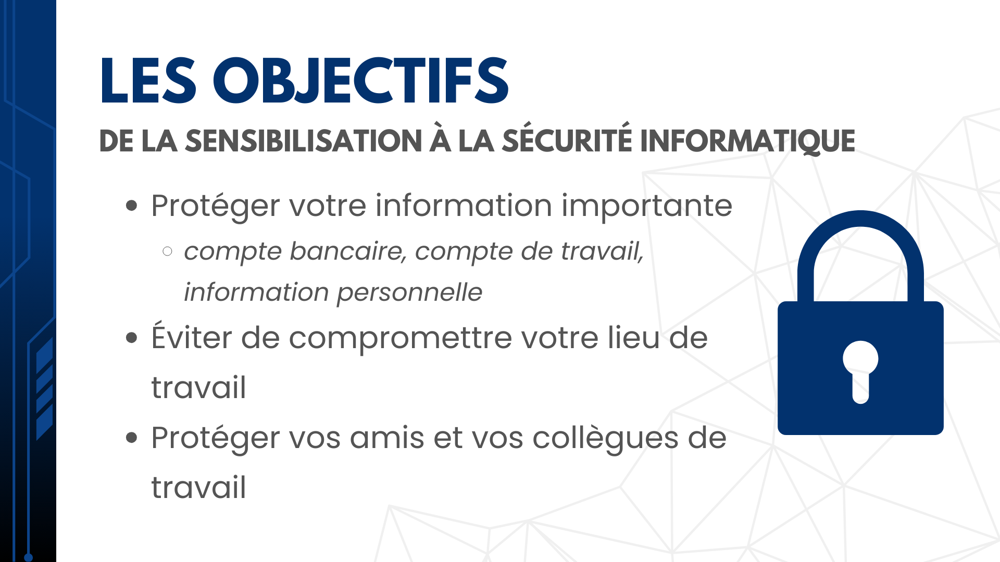 LES OBJECTIFS
DE LA SENSIBILISATION À LA SÉCURITÉ INFORMATIQUE
• Protéger votre information importante
◦ compte bancaire, compte de travail,
information personnelle
• Éviter de compromettre votre lieu de
travail
• Protéger vos amis et vos collègues de
travail